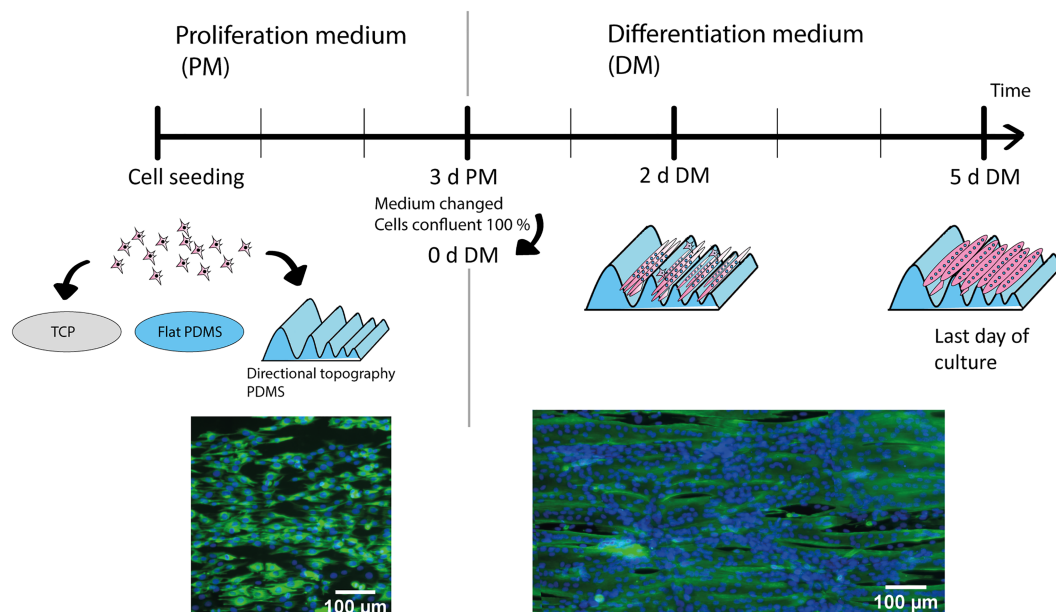 Proliferation medium
(PM)
Differentiation medium
(DM)
Time
Cell seeding
3 d PM
2 d DM
5 d DM
Medium changed
Cells confluent 100 %
0 d DM
TCP
Flat PDMS
Directional topography
PDMS
Last day of
culture
100 µm
100 µm